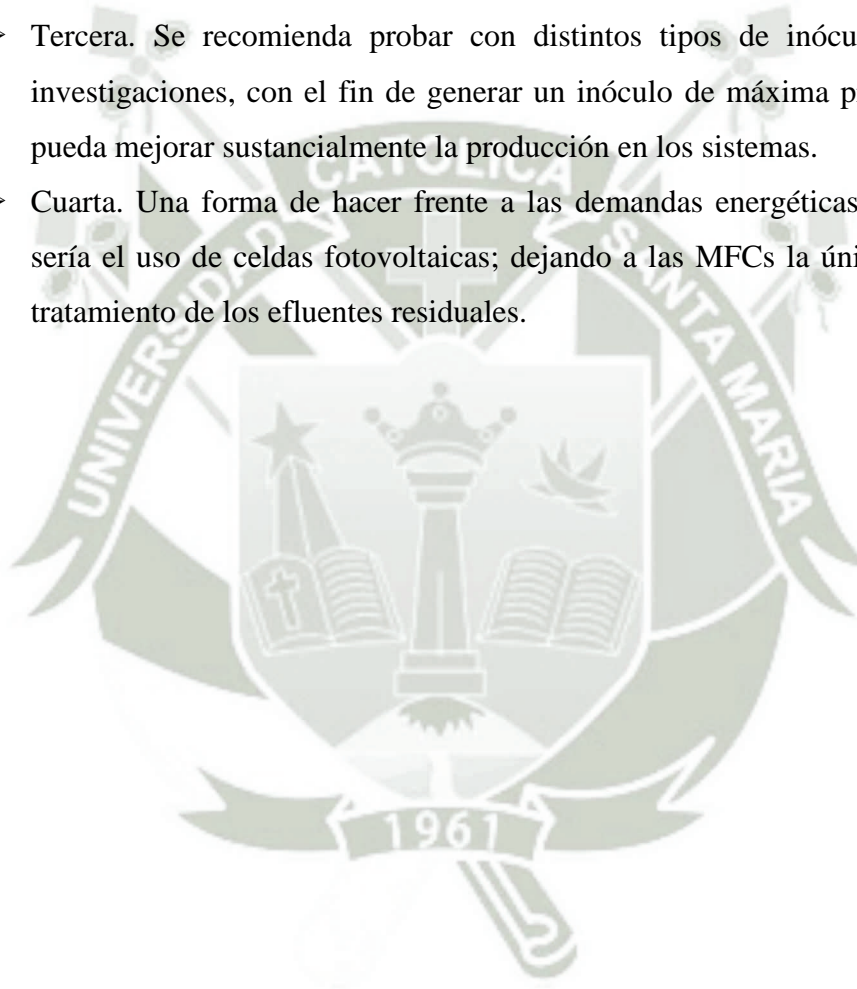 ➢ Tercera. Se recomienda probar con distintos tipos de
investigaciones, con el fin de generar un inóculo de máxima
pueda mejorar sustancialmente la producción en los sistemas.
➢ Cuarta. Una forma de hacer frente a las demandas energéticas
sería el uso de celdas fotovoltaicas; dejando a las MFCs la
tratamiento de los efluentes residuales.
UNIVERSIDAD CATOLICA SANTA MARIA
1961